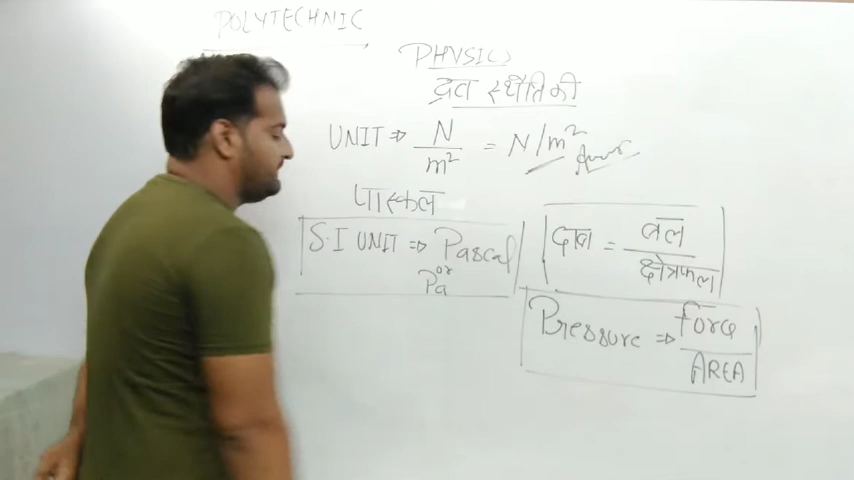 POLYTECHNIC
PHYSICS
द्रव स्थैतिकी
UNIT ⇒ N/m² = N/m²
पास्कल
S.I UNIT ⇒ Pascal
or
Pa
दाब = बल/क्षेत्रफल
Pressure ⇒ force/AREA